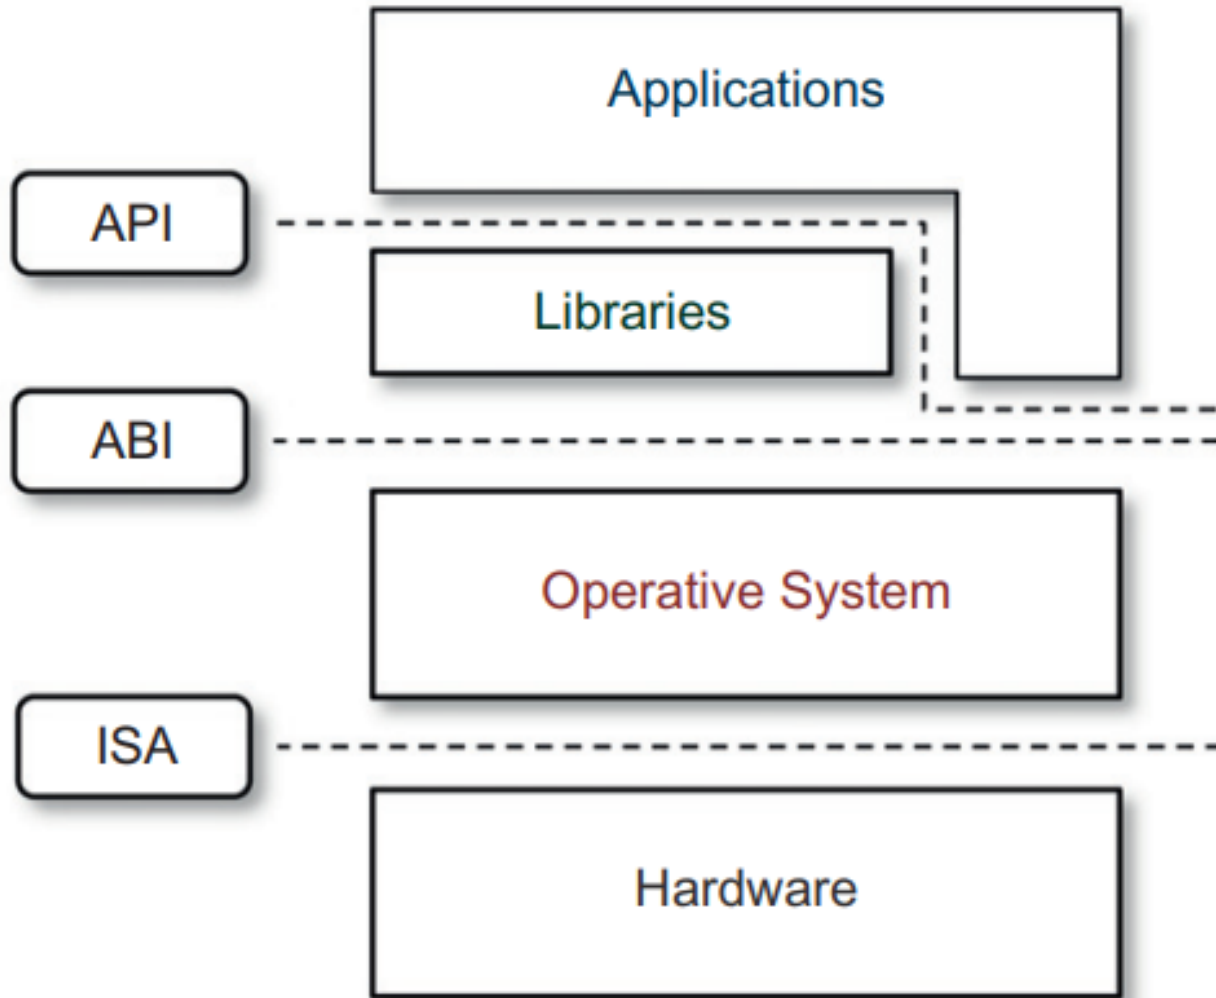 Applications
API
Libraries
ABI
Operative System
ISA
Hardware